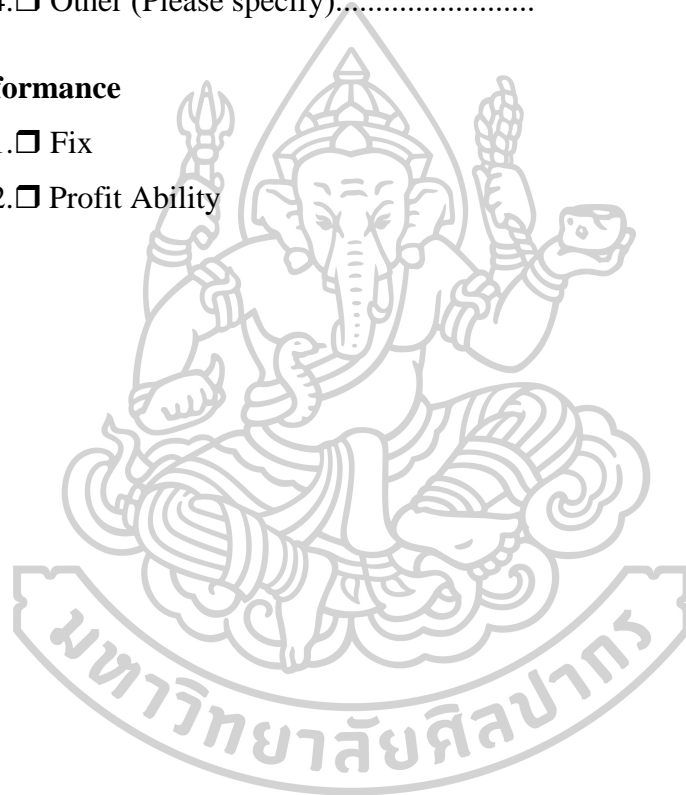 4.❒ Other (Please specify).......................
formance
1.❒ Fix
2.❒ Profit Ability
มหาวิทยาลัยศิลปากร